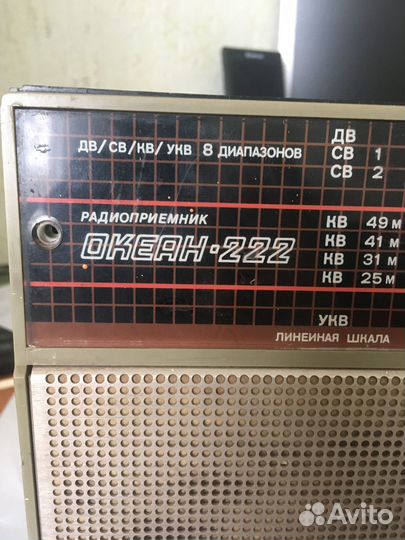 ДВ/СВ/КВ/УКВ 8 ДИАПАЗОНОВ
ДВ
СВ 1
СВ 2
РАДИОПРИЕМНИК
ОКЕАН-222
КВ 49 М
КВ 41 М
КВ 31 М
КВ 25 М
УКВ
ЛИНЕЙНАЯ ШКАЛА
Avito